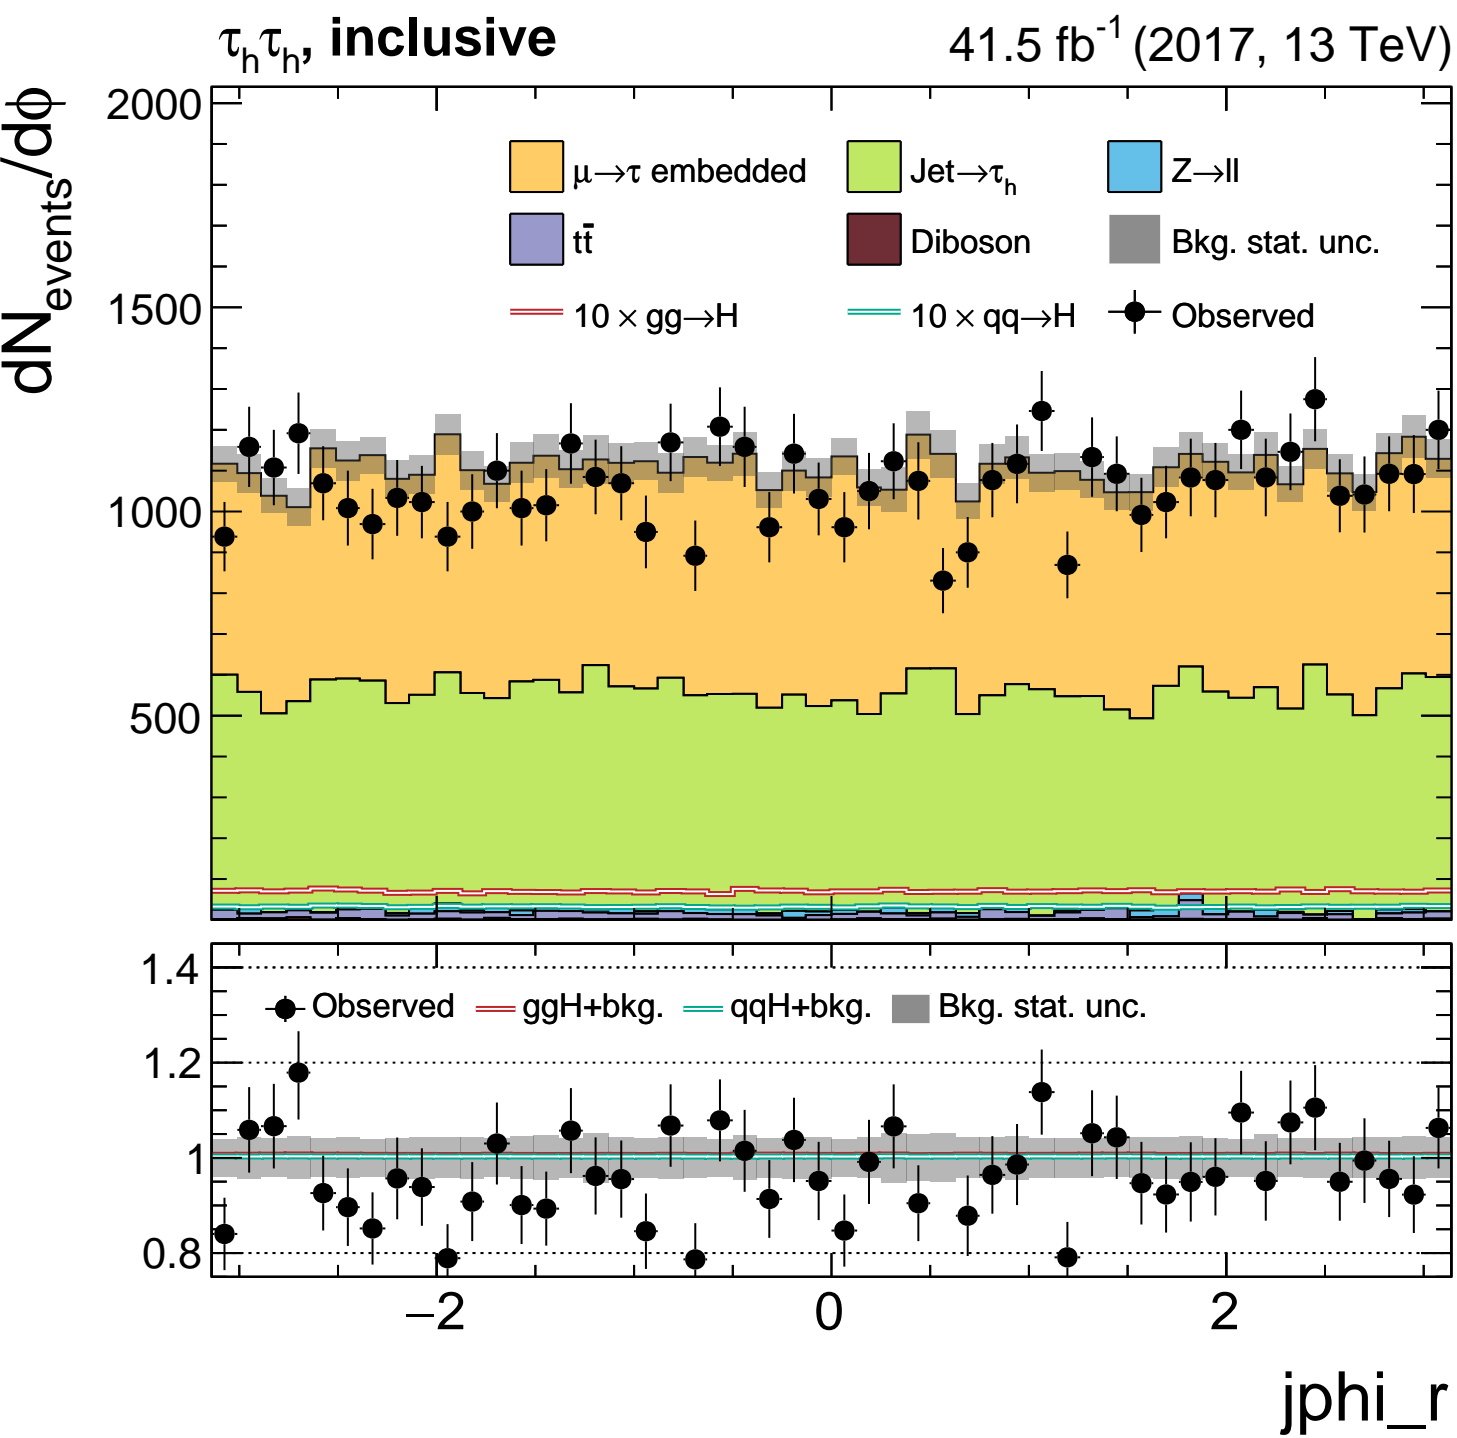 τhτh, inclusive 41.5 fb-1 (2017, 13 TeV)
dNevents/dϕ
2000
1500
1000
500
μ→τ embedded Jet→τh Z→ll
tt̄ Diboson Bkg. stat. unc.
10 × gg→H 10 × qq→H Observed
1.4
1.2
1
0.8
Observed ggH+bkg. qqH+bkg. Bkg. stat. unc.
−2 0 2
jphi_r